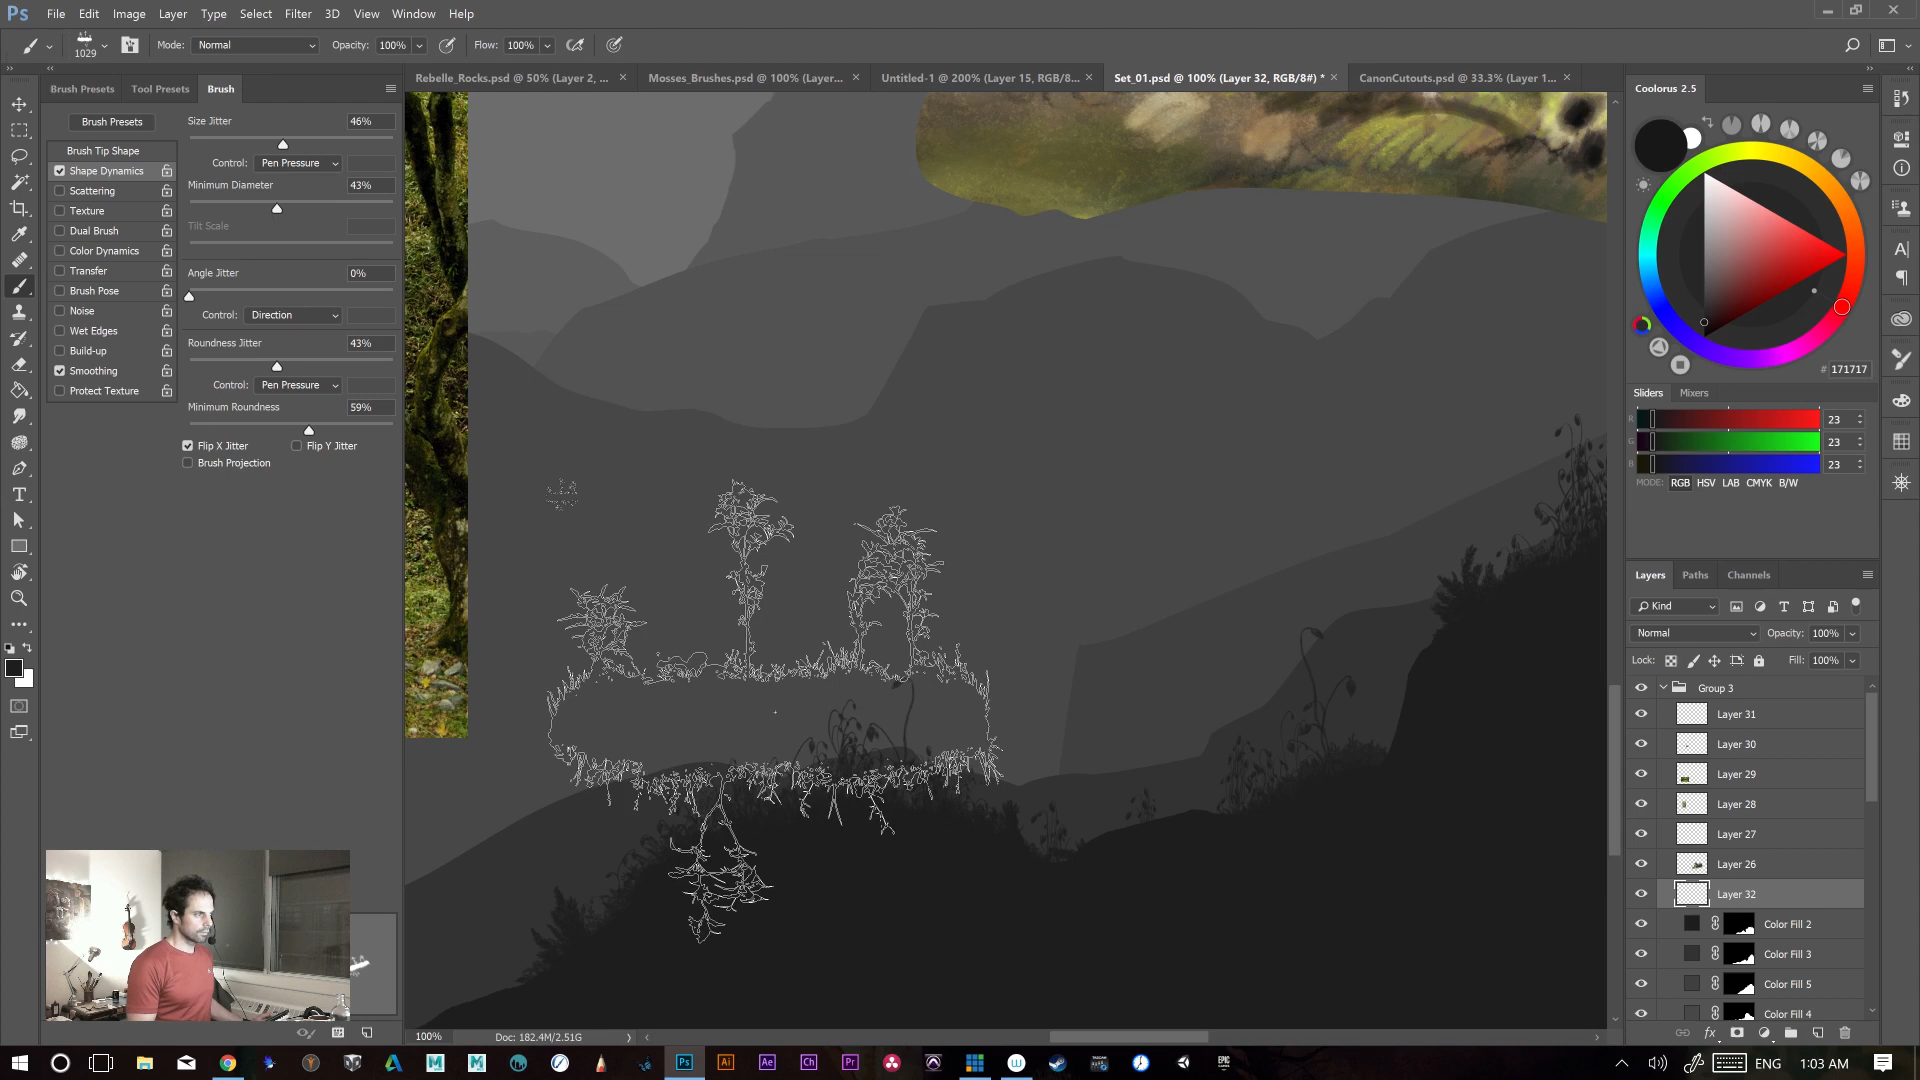 Ps File Edit Image Layer Type Select Filter 3D View Window Help
1029 Mode: Normal Opacity: 100% Flow: 100%
Brush Presets Tool Presets Brush
Rebelle_Rocks.psd @ 50% (Layer 2, ... Mosses_Brushes.psd @ 100% (Layer... Untitled-1 @ 200% (Layer 15, RGB/8... Set_01.psd @ 100% (Layer 32, RGB/8#) * CanonCutouts.psd @ 33.3% (Layer 1...
Brush Presets
Brush Tip Shape
Shape Dynamics
Scattering
Texture
Dual Brush
Color Dynamics
Transfer
Brush Pose
Noise
Wet Edges
Build-up
Smoothing
Protect Texture
Size Jitter 46%
Control: Pen Pressure
Minimum Diameter 43%
Tilt Scale
Angle Jitter 0%
Control: Direction
Roundness Jitter 43%
Control: Pen Pressure
Minimum Roundness 59%
Flip X Jitter Flip Y Jitter
Brush Projection
100% Doc: 182.4M/2.51G
Coolorus 2.5
# 171717
Sliders Mixers
R 23
G 23
B 23
MODE: RGB HSV LAB CMYK B/W
Layers Paths Channels
Kind
Normal Opacity: 100%
Lock: Fill: 100%
Group 3
Layer 31
Layer 30
Layer 29
Layer 28
Layer 27
Layer 26
Layer 32
Color Fill 2
Color Fill 3
Color Fill 5
Color Fill 4
fx
Ps Ai Ae Ch Pr ENG 1:03 AM